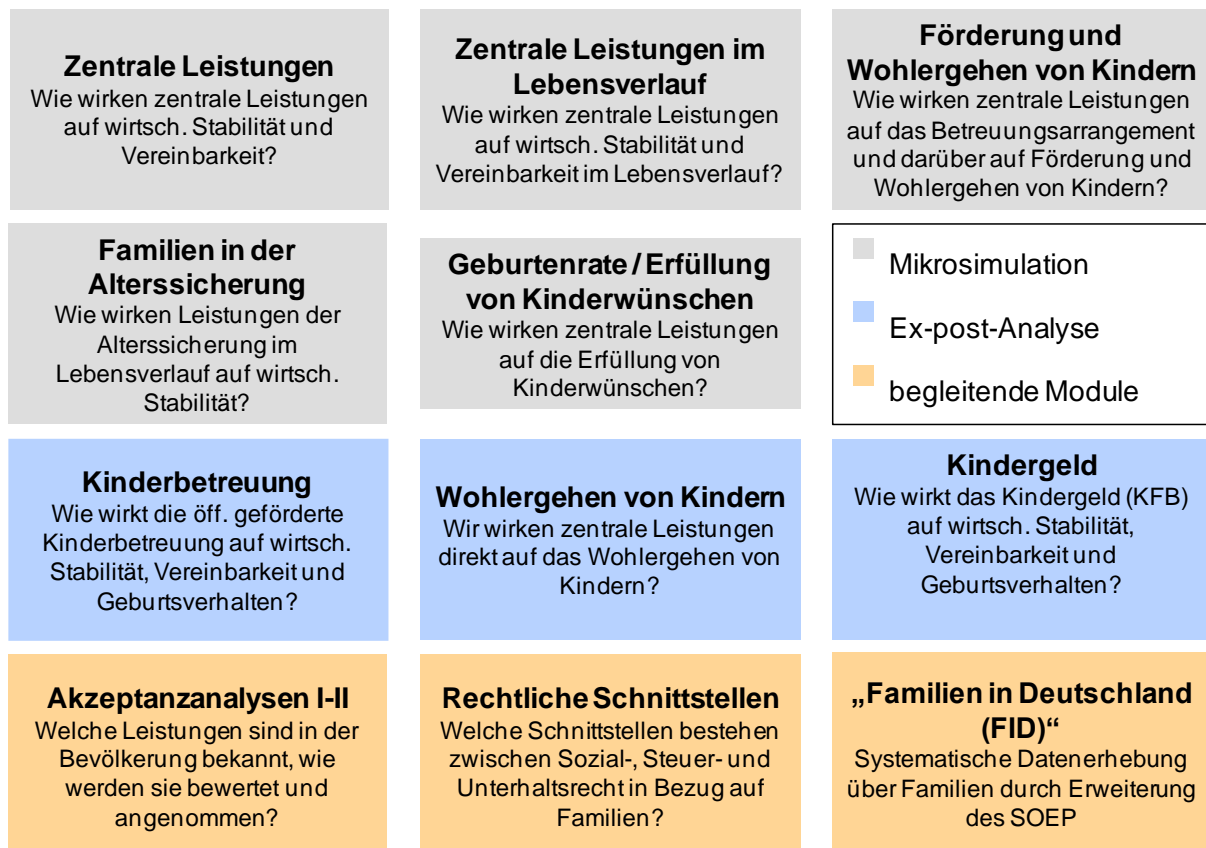 Zentrale Leistungen
Wie wirken zentrale Leistungen
auf wirtsch. Stabilität und
Vereinbarkeit?
Zentrale Leistungen im
Lebensverlauf
Wie wirken zentrale Leistungen
auf wirtsch. Stabilität und
Vereinbarkeit im Lebensverlauf?
Förderung und
Wohlergehen von Kindern
Wie wirken zentrale Leistungen
auf das Betreuungsarrangement
und darüber auf Förderung und
Wohlergehen von Kindern?
Familien in der
Alterssicherung
Wie wirken Leistungen der
Alterssicherung im
Lebensverlauf auf wirtsch.
Stabilität?
Geburtenrate / Erfüllung
von Kinderwünschen
Wie wirken zentrale Leistungen
auf die Erfüllung von
Kinderwünschen?
Mikrosimulation
Ex-post-Analyse
begleitende Module
Kinderbetreuung
Wie wirkt die öff. geförderte
Kinderbetreuung auf wirtsch.
Stabilität, Vereinbarkeit und
Geburtsverhalten?
Wohlergehen von Kindern
Wir wirken zentrale Leistungen
direkt auf das Wohlergehen von
Kindern?
Kindergeld
Wie wirkt das Kindergeld (KFB)
auf wirtsch. Stabilität,
Vereinbarkeit und
Geburtsverhalten?
Akzeptanzanalysen I-II
Welche Leistungen sind in der
Bevölkerung bekannt, wie
werden sie bewertet und
angenommen?
Rechtliche Schnittstellen
Welche Schnittstellen bestehen
zwischen Sozial-, Steuer- und
Unterhaltsrecht in Bezug auf
Familien?
„Familien in Deutschland
(FID)“
Systematische Datenerhebung
über Familien durch Erweiterung
des SOEP